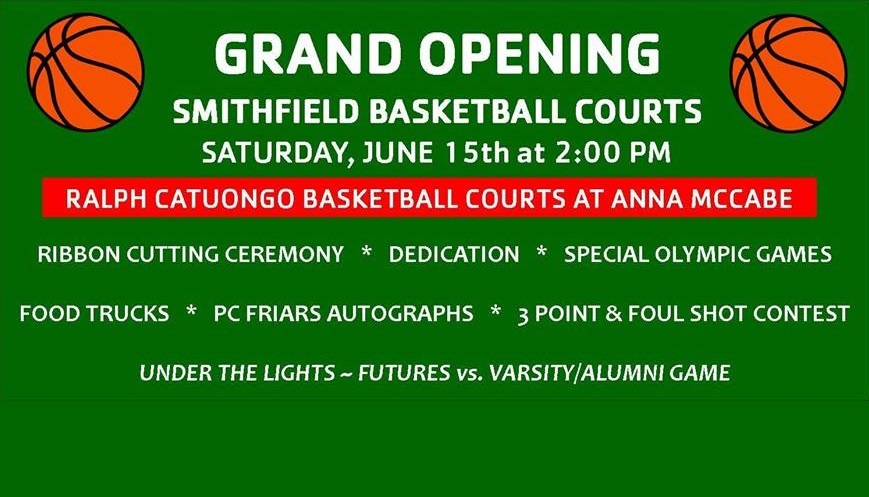 GRAND OPENING
SMITHFIELD BASKETBALL COURTS
SATURDAY, JUNE 15th at 2:00 PM
RALPH CATUONGO BASKETBALL COURTS AT ANNA MCCABE
RIBBON CUTTING CEREMONY * DEDICATION * SPECIAL OLYMPIC GAMES
FOOD TRUCKS * PC FRIARS AUTOGRAPHS * 3 POINT & FOUL SHOT CONTEST
UNDER THE LIGHTS ~ FUTURES vs. VARSITY/ALUMNI GAME